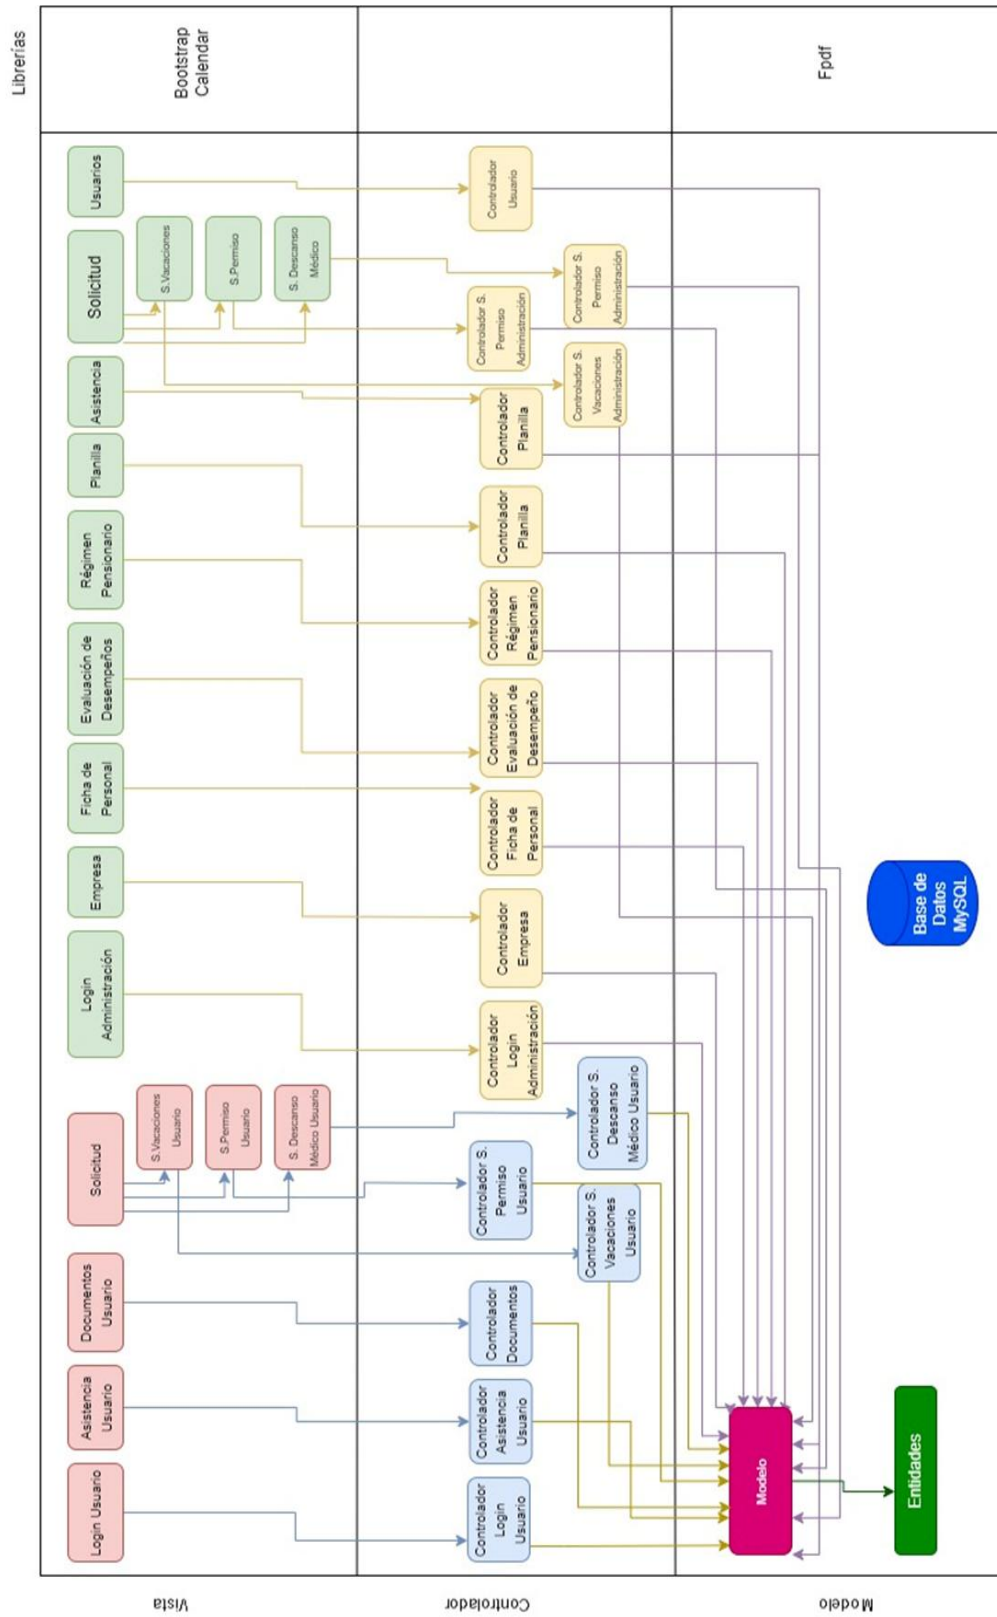 Librerías
Vista
Login Usuario
Asistencia
Usuario
Documentos
Usuario
Solicitud
S.Vacaciones
Usuario
S.Permiso
Usuario
S. Descanso
Médico Usuario
Login
Administración
Empresa
Ficha de
Personal
Evaluación de
Desempeños
Régimen
Pensionario
Planilla
Asistencia
Solicitud
S.Vacaciones
S.Permiso
S. Descanso
Médico
Usuarios
Bootstrap
Calendar
Controlador
Controlador
Login
Usuario
Controlador
Asistencia
Usuario
Controlador
Documentos
Controlador S.
Vacaciones
Usuario
Controlador S.
Permiso
Usuario
Controlador S.
Descanso
Médico Usuario
Controlador
Login
Administración
Controlador
Empresa
Controlador
Ficha de
Personal
Controlador
Evaluación de
Desempeño
Controlador
Régimen
Pensionario
Controlador
Planilla
Controlador
Planilla
Controlador S.
Vacaciones
Administración
Controlador S.
Permiso
Administración
Controlador S.
Permiso
Administración
Controlador
Usuario
Modelo
Modelo
Entidades
Base de
Datos
MySQL
Fpdf